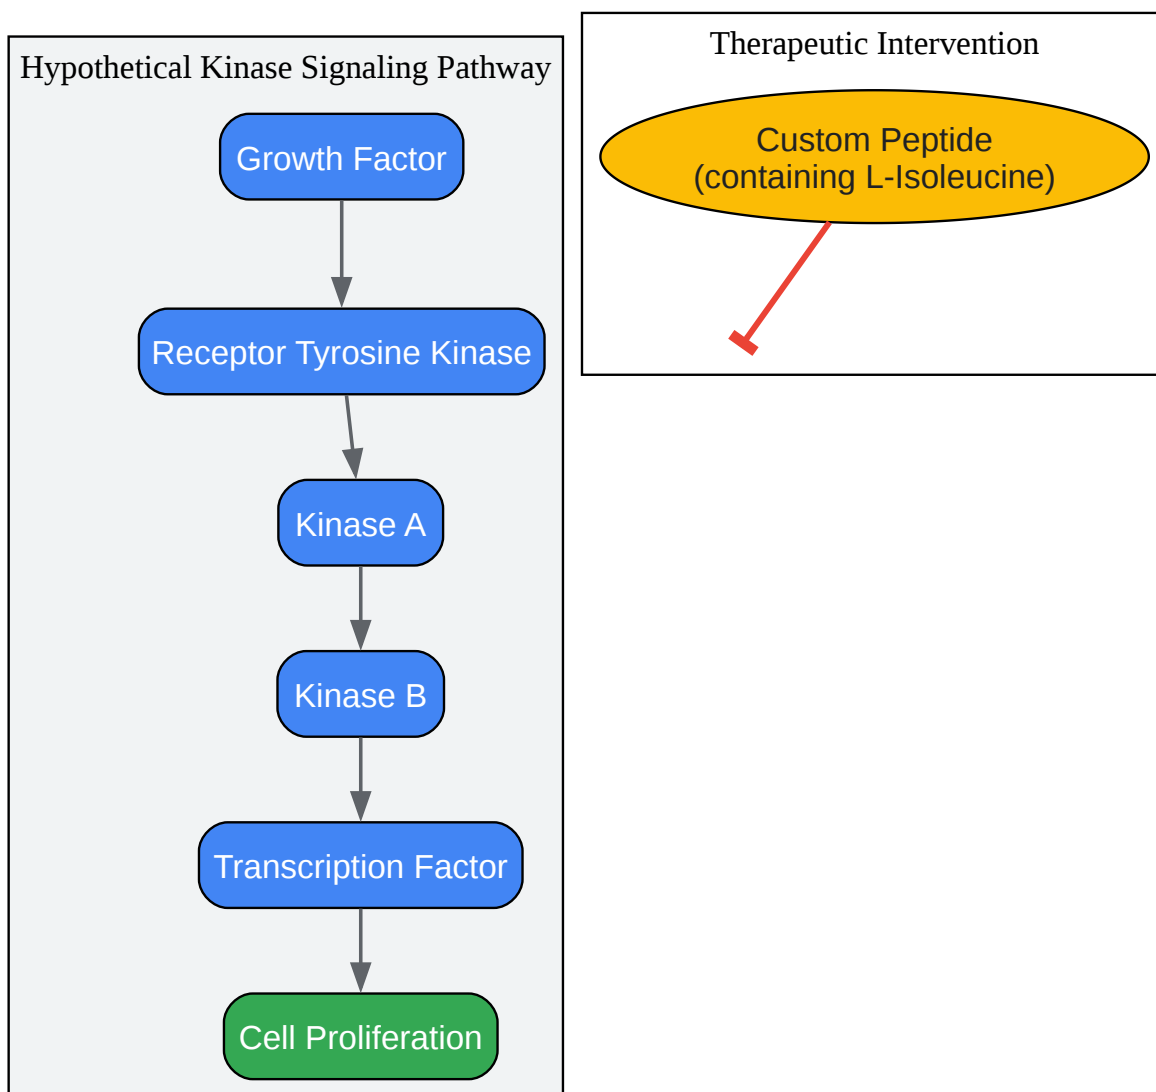 Hypothetical Kinase Signaling Pathway
Growth Factor
Receptor Tyrosine Kinase
Kinase A
Kinase B
Transcription Factor
Cell Proliferation
Therapeutic Intervention
Custom Peptide
(containing L-Isoleucine)